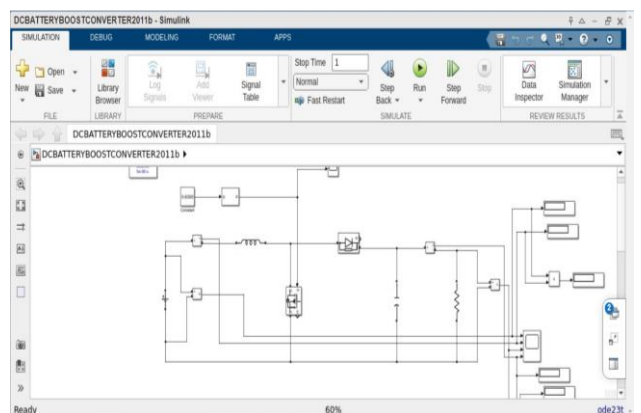 DCBATTERYBOOSTCONVERTER2011b - Simulink
SIMULATION DEBUG MODELING FORMAT APPS
New
Open
Save
FILE
Library
Browser
LIBRARY
Log
Signals
Add
Viewer
Signal
Table
PREPARE
Stop Time 1
Normal
Fast Restart
Step
Back
Run
Step
Forward
Stop
SIMULATE
Data
Inspector
Simulation
Manager
REVIEW RESULTS
DCBATTERYBOOSTCONVERTER2011b
DCBATTERYBOOSTCONVERTER2011b
Constant
2
Ready 60% ode23t